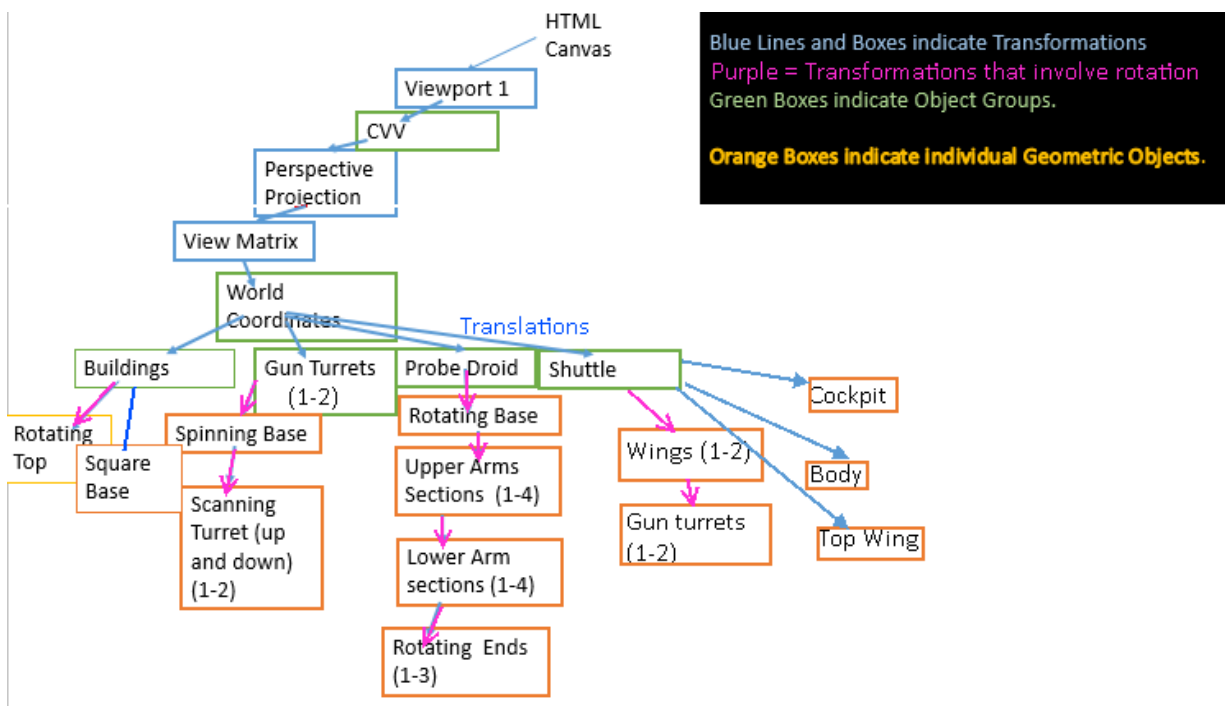 HTML
Canvas
Blue Lines and Boxes indicate Transformations
Purple = Transformations that involve rotation
Green Boxes indicate Object Groups.
Orange Boxes indicate individual Geometric Objects.
Viewport 1
CVV
Perspective
Projection
View Matrix
World
Coordinates
Translations
Buildings
Gun Turrets
(1-2)
Probe Droid
Shuttle
Cockpit
Rotating
Top
Square
Base
Spinning Base
Rotating Base
Wings (1-2)
Body
Scanning
Turret (up
and down)
(1-2)
Upper Arms
Sections (1-4)
Gun turrets
(1-2)
Top Wing
Lower Arm
sections (1-4)
Rotating Ends
(1-3)